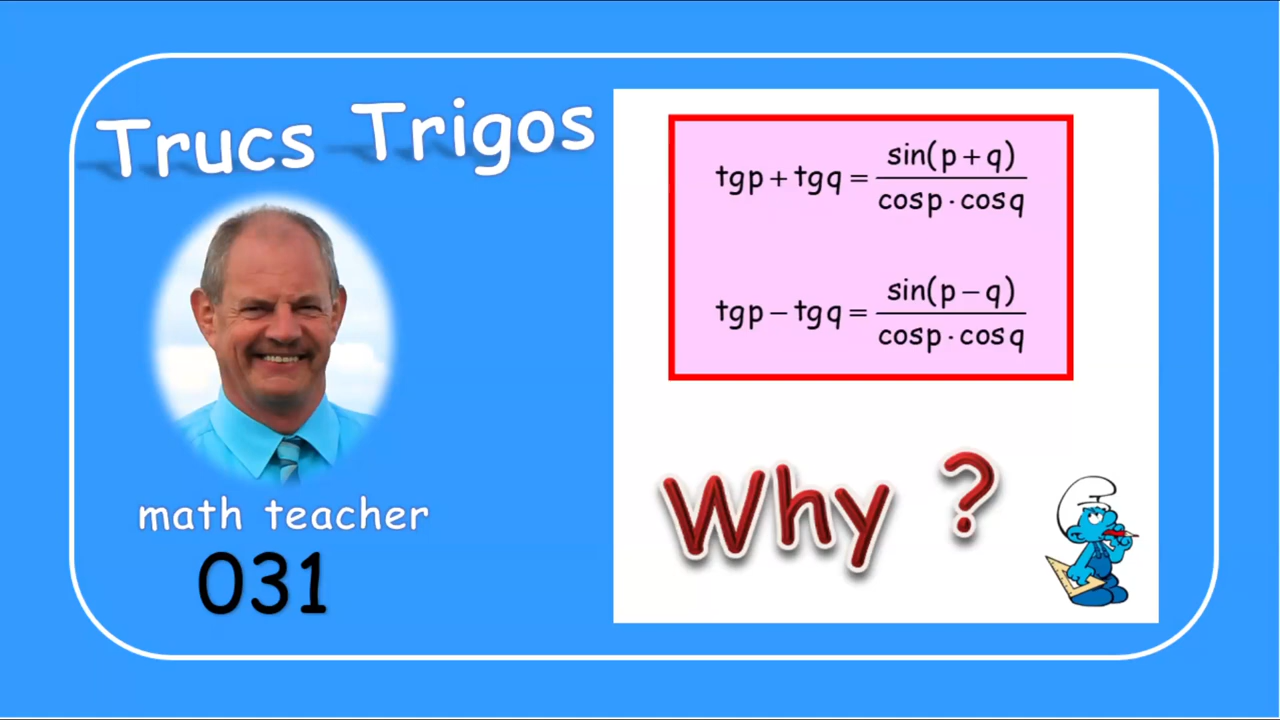 Trucs Trigos
math teacher
031
tgp + tgq = sin(p + q) / cosp · cosq
tgp − tgq = sin(p − q) / cosp · cosq
Why ?